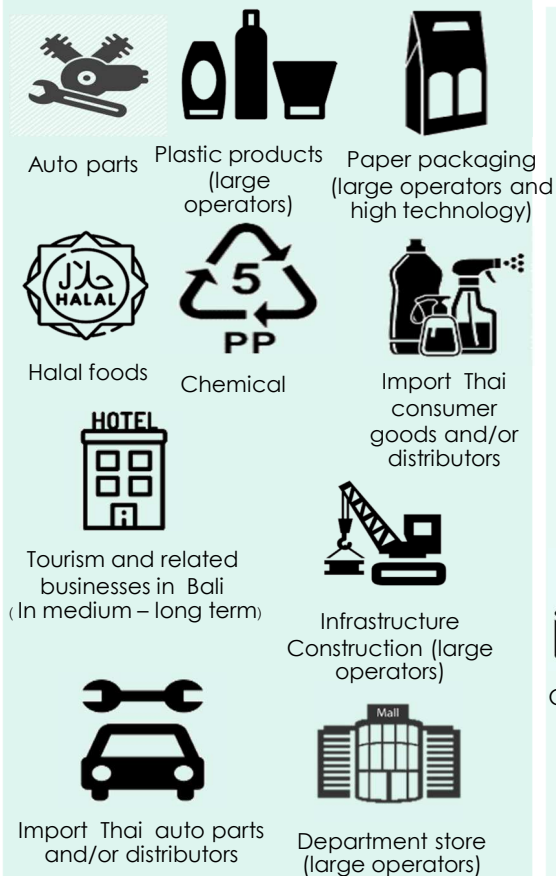 Auto parts
Plastic products
(large
operators)
Paper packaging
(large operators and
high technology)
حلال
HALAL
Halal foods
5
PP
Chemical
Import Thai
consumer
goods and/or
distributors
HOTEL
Tourism and related
businesses in Bali
(In medium – long term)
Infrastructure
Construction (large
operators)
Import Thai auto parts
and/or distributors
Mall
Department store
(large operators)